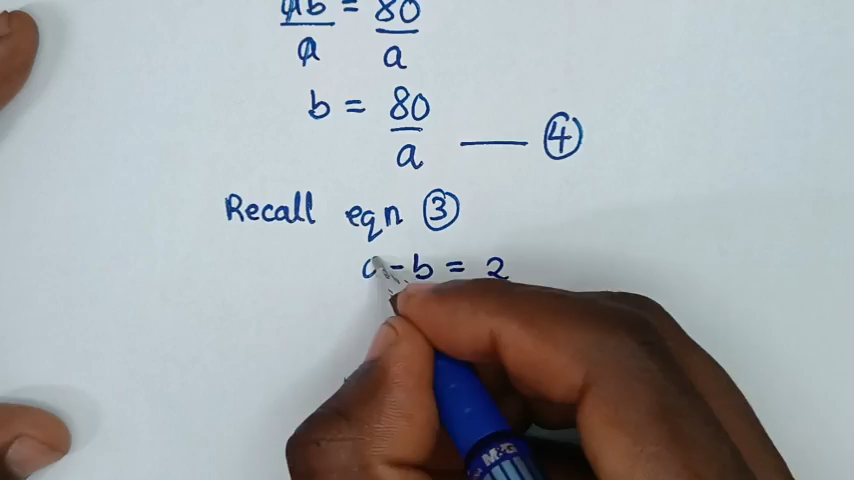 ab/a = 80/a
b = 80/a —— ④
Recall eqn ③
a - b = 2
M&G